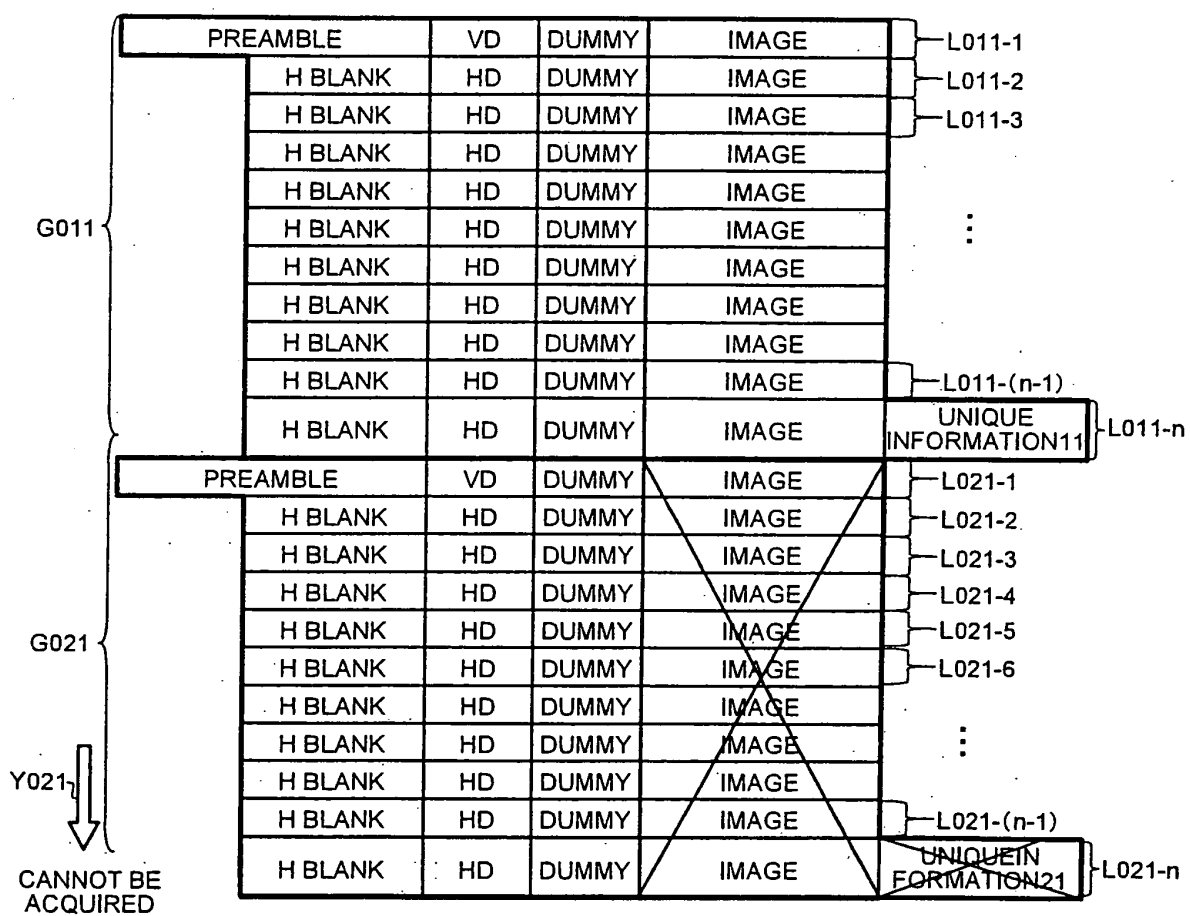 PREAMBLE VD DUMMY IMAGE L011-1
H BLANK HD DUMMY IMAGE L011-2
H BLANK HD DUMMY IMAGE L011-3
H BLANK HD DUMMY IMAGE
H BLANK HD DUMMY IMAGE
G011 H BLANK HD DUMMY IMAGE ⋮
H BLANK HD DUMMY IMAGE
H BLANK HD DUMMY IMAGE
H BLANK HD DUMMY IMAGE
H BLANK HD DUMMY IMAGE L011-(n-1)
H BLANK HD DUMMY IMAGE UNIQUE
INFORMATION11 L011-n
PREAMBLE VD DUMMY IMAGE L021-1
H BLANK HD DUMMY IMAGE L021-2
H BLANK HD DUMMY IMAGE L021-3
H BLANK HD DUMMY IMAGE L021-4
G021 H BLANK HD DUMMY IMAGE L021-5
H BLANK HD DUMMY IMAGE L021-6
H BLANK HD DUMMY IMAGE
H BLANK HD DUMMY IMAGE ⋮
Y021 H BLANK HD DUMMY IMAGE
H BLANK HD DUMMY IMAGE L021-(n-1)
H BLANK HD DUMMY IMAGE UNIQUEIN
FORMATION21 L021-n
CANNOT BE
ACQUIRED